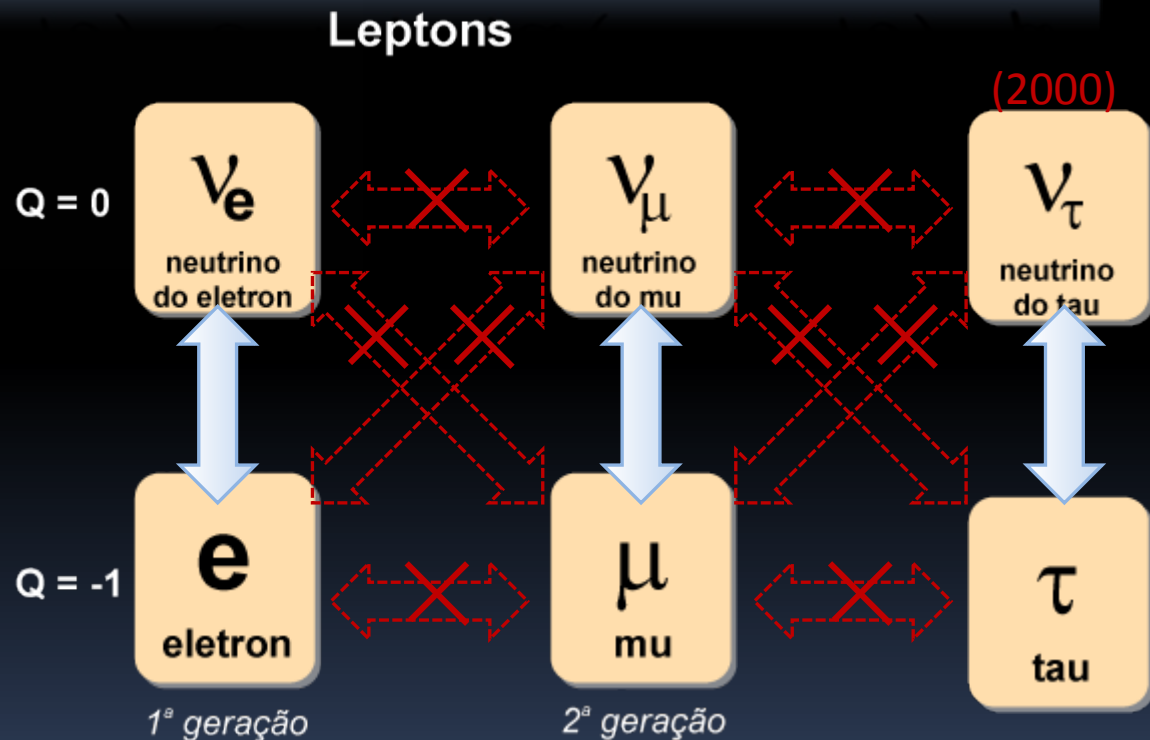 Leptons
(2000)
Q = 0
νe
neutrino
do eletron
νμ
neutrino
do mu
ντ
neutrino
do tau
Q = -1
e
eletron
μ
mu
τ
tau
1ª geração
2ª geração